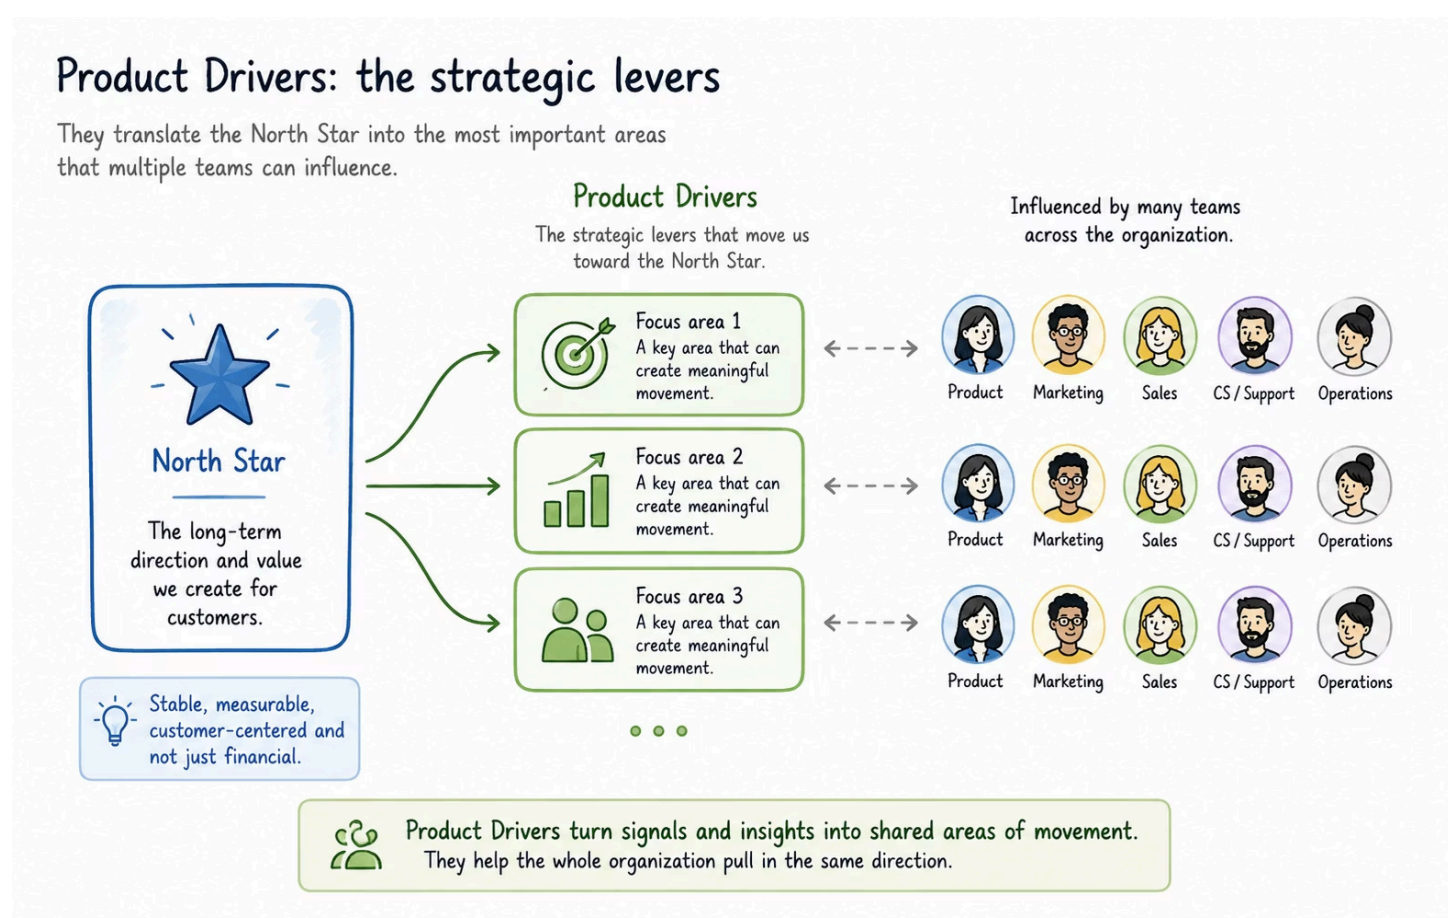 Product Drivers: the strategic levers
They translate the North Star into the most important areas
that multiple teams can influence.
Product Drivers
The strategic levers that move us
toward the North Star.
Influenced by many teams
across the organization.
North Star
The long-term
direction and value
we create for
customers.
Stable, measurable,
customer-centered and
not just financial.
Focus area 1
A key area that can
create meaningful
movement.
Product Marketing Sales CS / Support Operations
Focus area 2
A key area that can
create meaningful
movement.
Product Marketing Sales CS / Support Operations
Focus area 3
A key area that can
create meaningful
movement.
Product Marketing Sales CS / Support Operations
Product Drivers turn signals and insights into shared areas of movement.
They help the whole organization pull in the same direction.